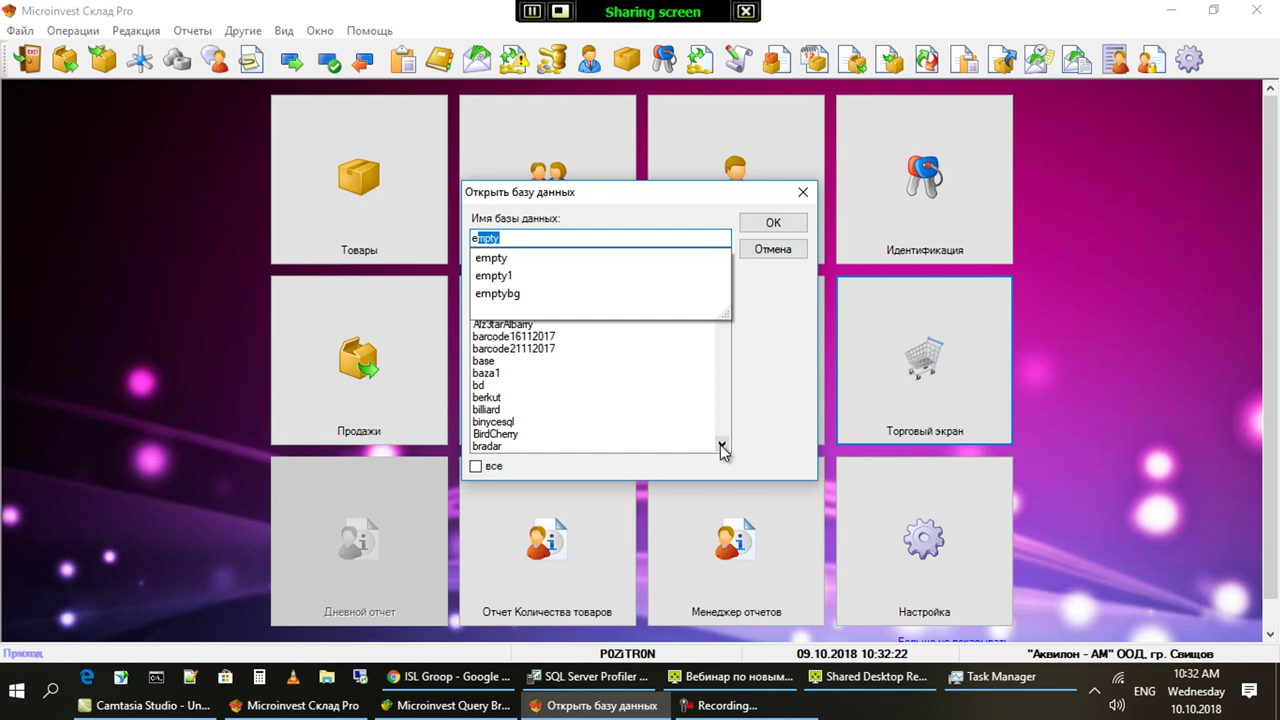 Sharing screen
Microinvest Склад Pro
Файл Операции Редакция Отчеты Другие Вид Окно Помощь
Товары
Идентификация
Открыть базу данных
Имя базы данных:
empty
OK
Отмена
empty
empty1
emptybg
Alz3tarAlbarry
barcode16112017
barcode21112017
base
baza1
bd
berkut
billiard
binycesql
BirdCherry
bradar
все
Продажи
Торговый экран
Дневной отчет
Отчет Количества товаров
Менеджер отчетов
Настройка
Больше не показывать
Приход
P0ZiTR0N
09.10.2018 10:32:22
"Аквилон - АМ" ООД, гр. Свищов
ISL Groop - Google ...
SQL Server Profiler ...
Вебинар по новым...
Shared Desktop Re...
Task Manager
Camtasia Studio - Un...
Microinvest Склад Pro
Microinvest Query Br...
Открыть базу данных
Recording...
ENG
10:32 AM
Wednesday
10.10.2018